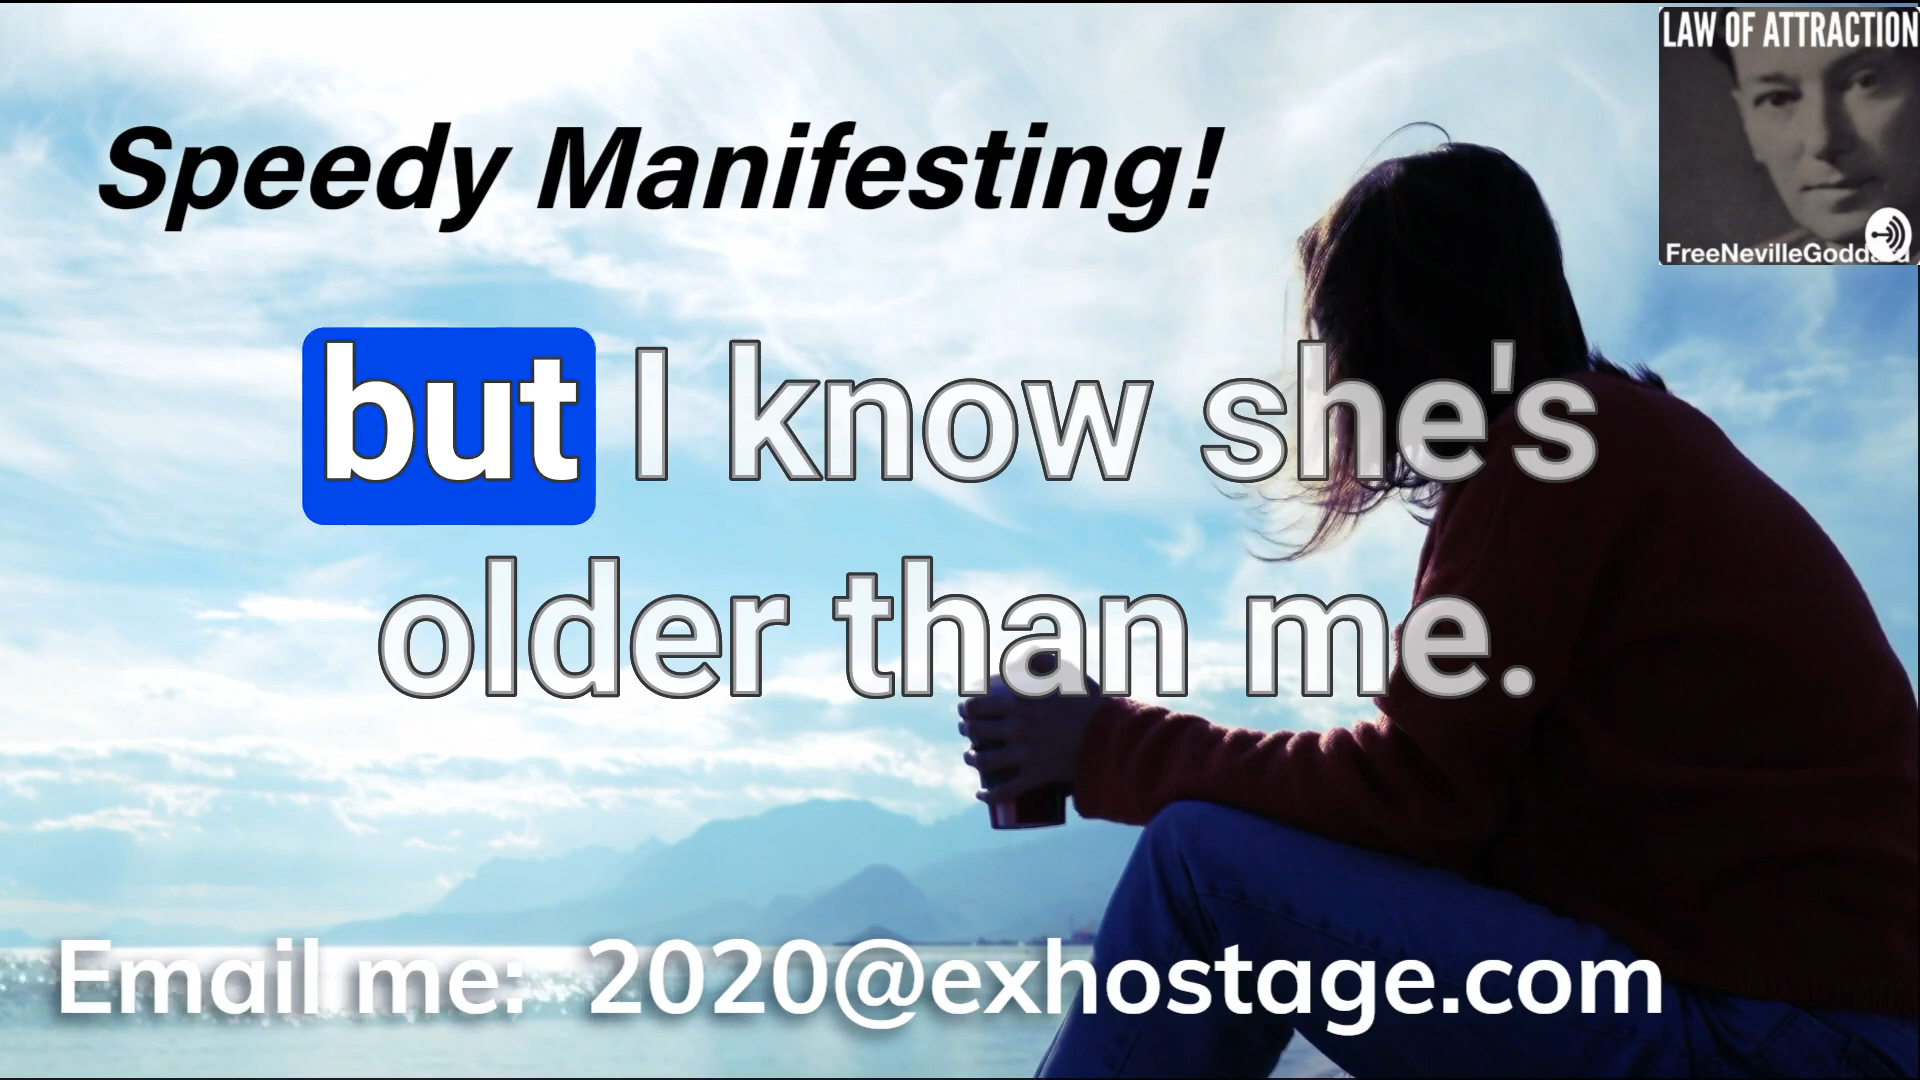 LAW OF ATTRACTION
Speedy Manifesting!
but I know she's
older than me.
Email me: 2020@exhostage.com